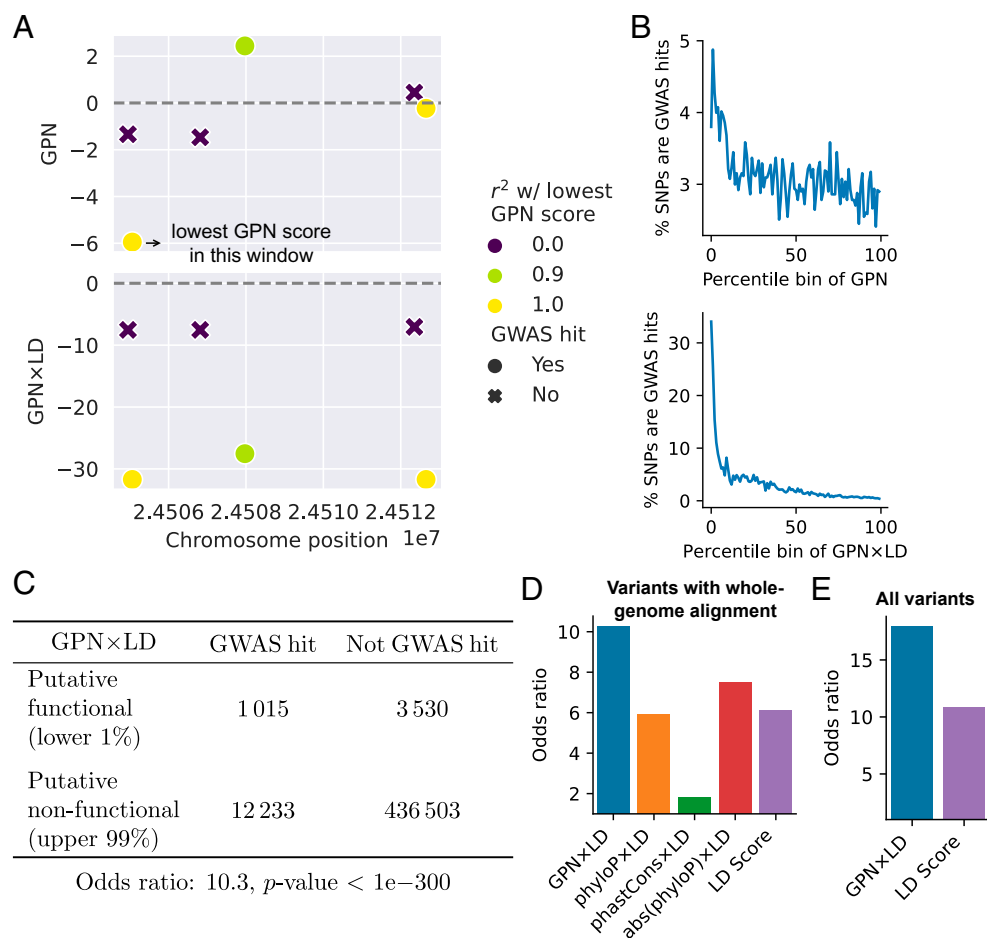 A
2
0
−2
−4
−6
GPN
lowest GPN score
in this window
0
−10
−20
−30
GPN×LD
2.4506 2.4508 2.4510 2.4512
Chromosome position 1e7
r² w/ lowest
GPN score
0.0
0.9
1.0
GWAS hit
Yes
No
B
5
4
3
% SNPs are GWAS hits
0 50 100
Percentile bin of GPN
30
20
10
0
% SNPs are GWAS hits
0 50 100
Percentile bin of GPN×LD
C
GPN×LD GWAS hit Not GWAS hit
Putative
functional 1 015 3 530
(lower 1%)
Putative
non-functional 12 233 436 503
(upper 99%)
Odds ratio: 10.3, p-value < 1e−300
D
Variants with whole-
genome alignment
10
8
6
4
2
Odds ratio
GPN×LD
phyloP×LD
phastCons×LD
abs(phyloP)×LD
LD Score
E
All variants
15
10
5
Odds ratio
GPN×LD
LD Score